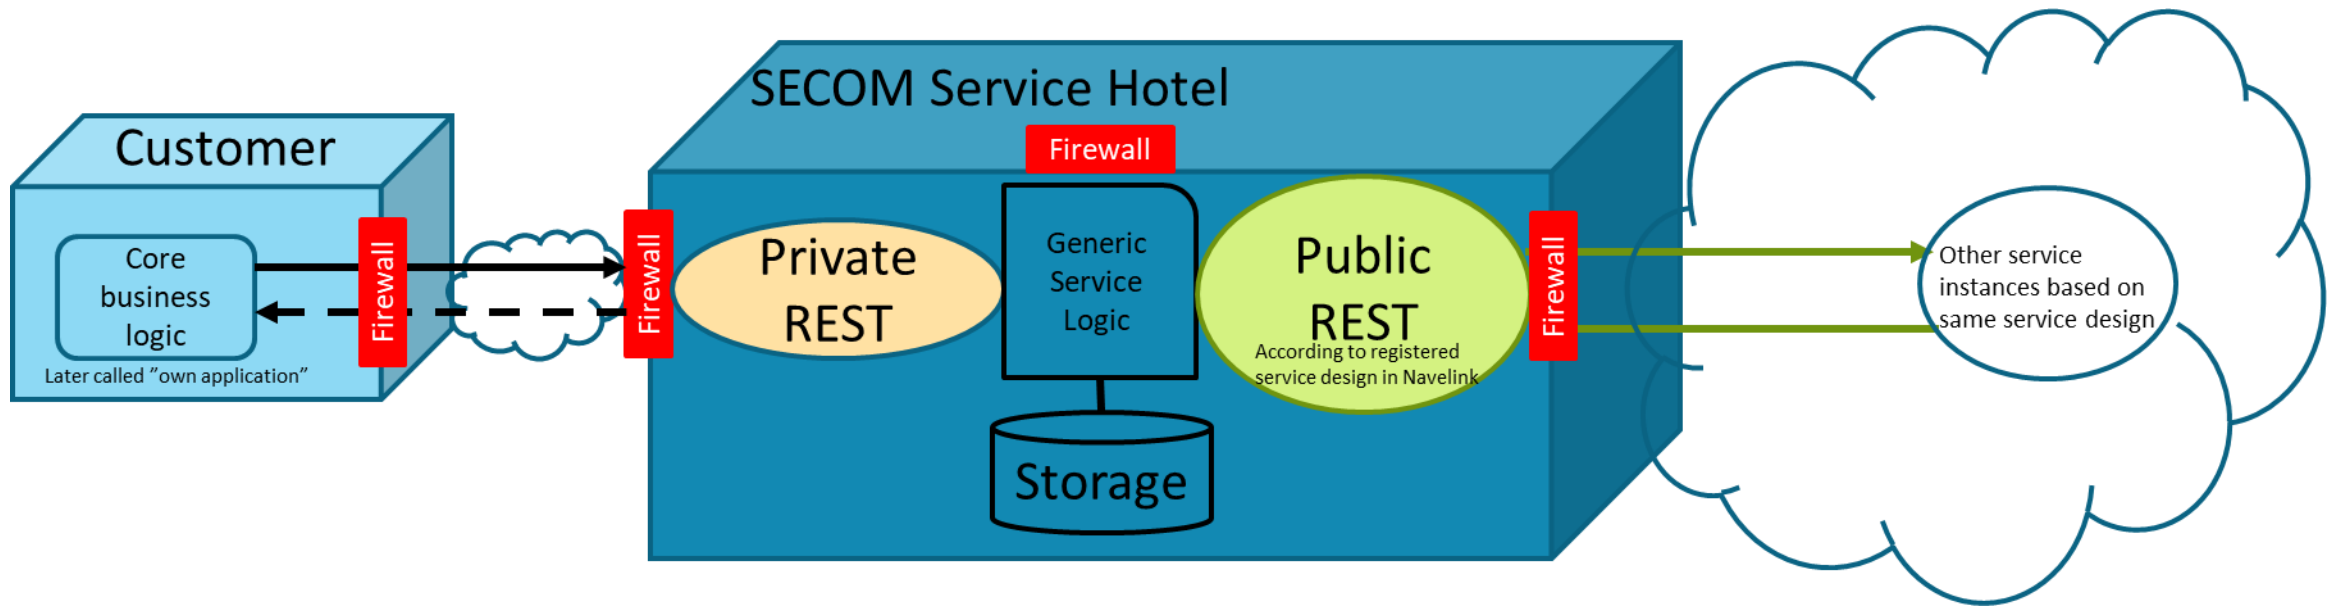 Customer
Core
business
logic
Later called ”own application”
Firewall
Firewall
SECOM Service Hotel
Firewall
Private
REST
Generic
Service
Logic
Storage
Public
REST
According to registered
service design in Navelink
Firewall
Other service
instances based on
same service design